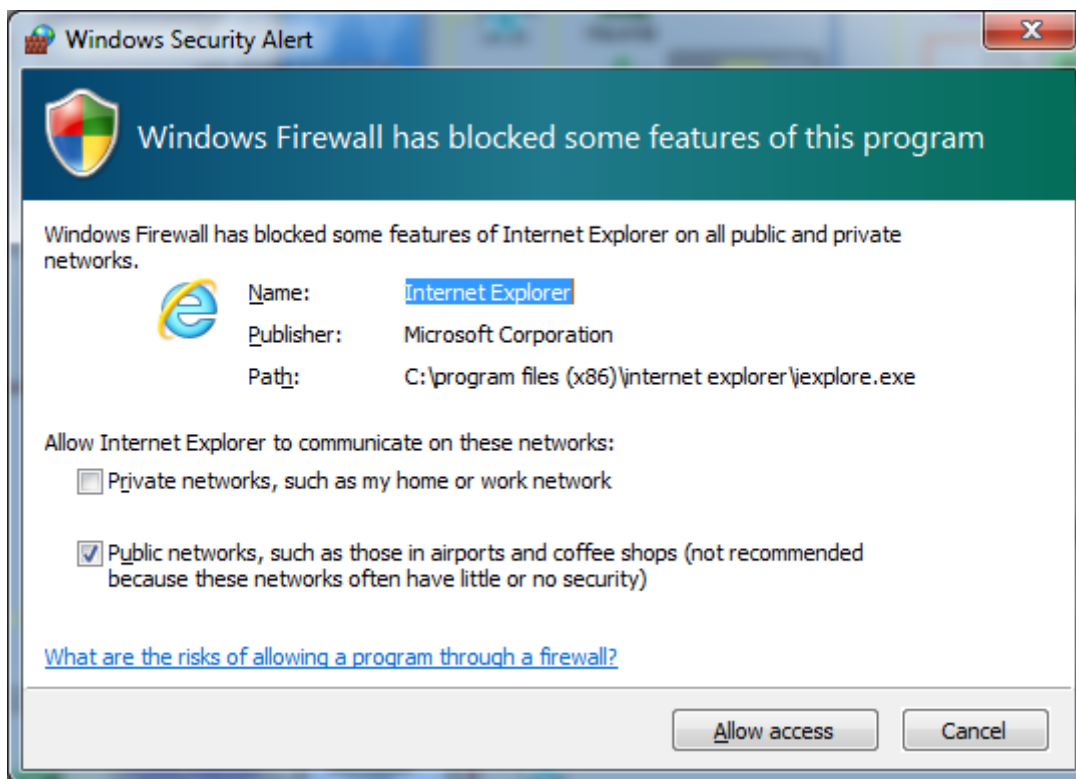 Windows Security Alert
Windows Firewall has blocked some features of this program
Windows Firewall has blocked some features of Internet Explorer on all public and private
networks.
Name: Internet Explorer
Publisher: Microsoft Corporation
Path: C:\program files (x86)\internet explorer\iexplore.exe
Allow Internet Explorer to communicate on these networks:
Private networks, such as my home or work network
Public networks, such as those in airports and coffee shops (not recommended
because these networks often have little or no security)
What are the risks of allowing a program through a firewall?
Allow access Cancel